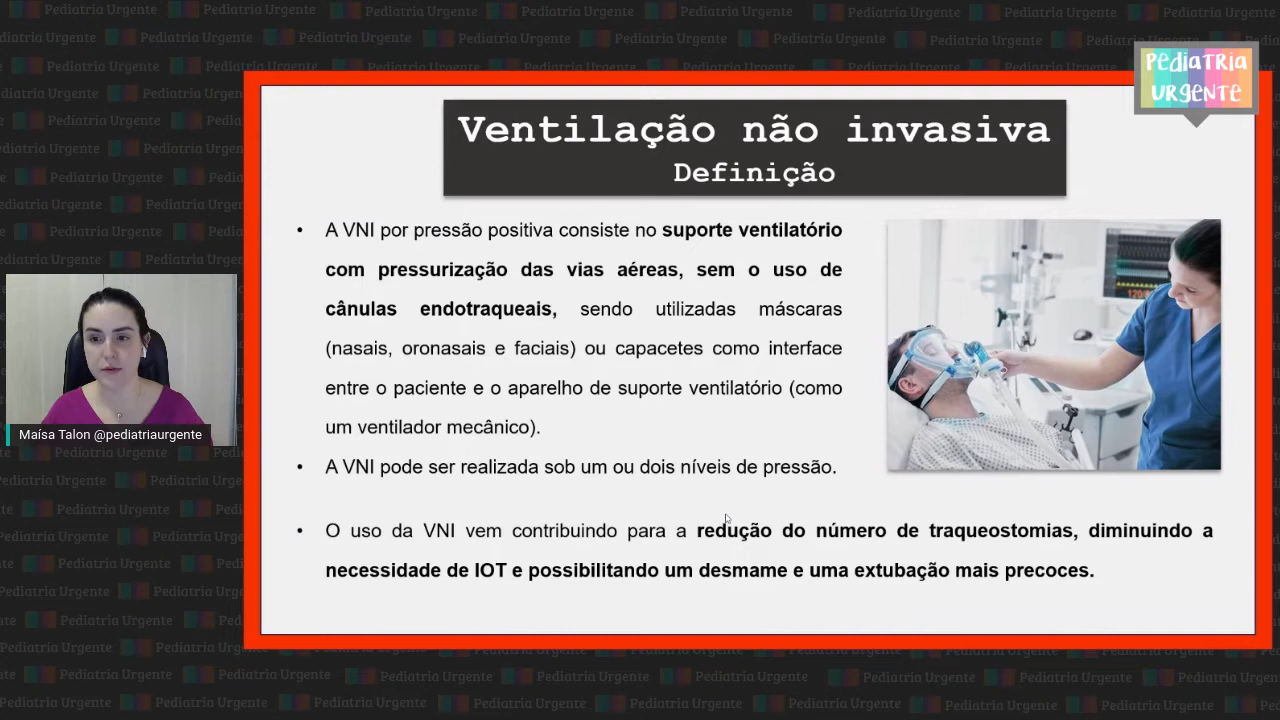 Pediatria Urgente
PEDIATRIA
URGENTE
Ventilação não invasiva
Definição
• A VNI por pressão positiva consiste no suporte ventilatório
com pressurização das vias aéreas, sem o uso de
cânulas endotraqueais, sendo utilizadas máscaras
(nasais, oronasais e faciais) ou capacetes como interface
entre o paciente e o aparelho de suporte ventilatório (como
um ventilador mecânico).
• A VNI pode ser realizada sob um ou dois níveis de pressão.
• O uso da VNI vem contribuindo para a redução do número de traqueostomias, diminuindo a
necessidade de IOT e possibilitando um desmame e uma extubação mais precoces.
Maísa Talon @pediatriaurgente